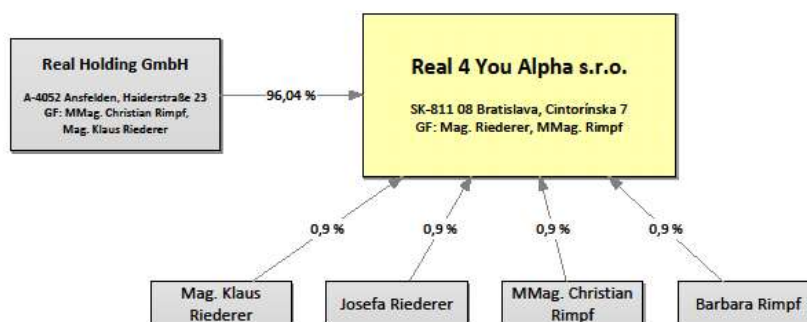 Real Holding GmbH
A-4052 Ansfelden, Haiderstraße 23
GF: MMag. Christian Rimpf,
Mag. Klaus Riederer
96,04 %
Real 4 You Alpha s.r.o.
SK-811 08 Bratislava, Cintorínska 7
GF: Mag. Riederer, MMag. Rimpf
0,9 %
0,9 %
0,9 %
0,9 %
Mag. Klaus
Riederer
Josefa Riederer
MMag. Christian
Rimpf
Barbara Rimpf